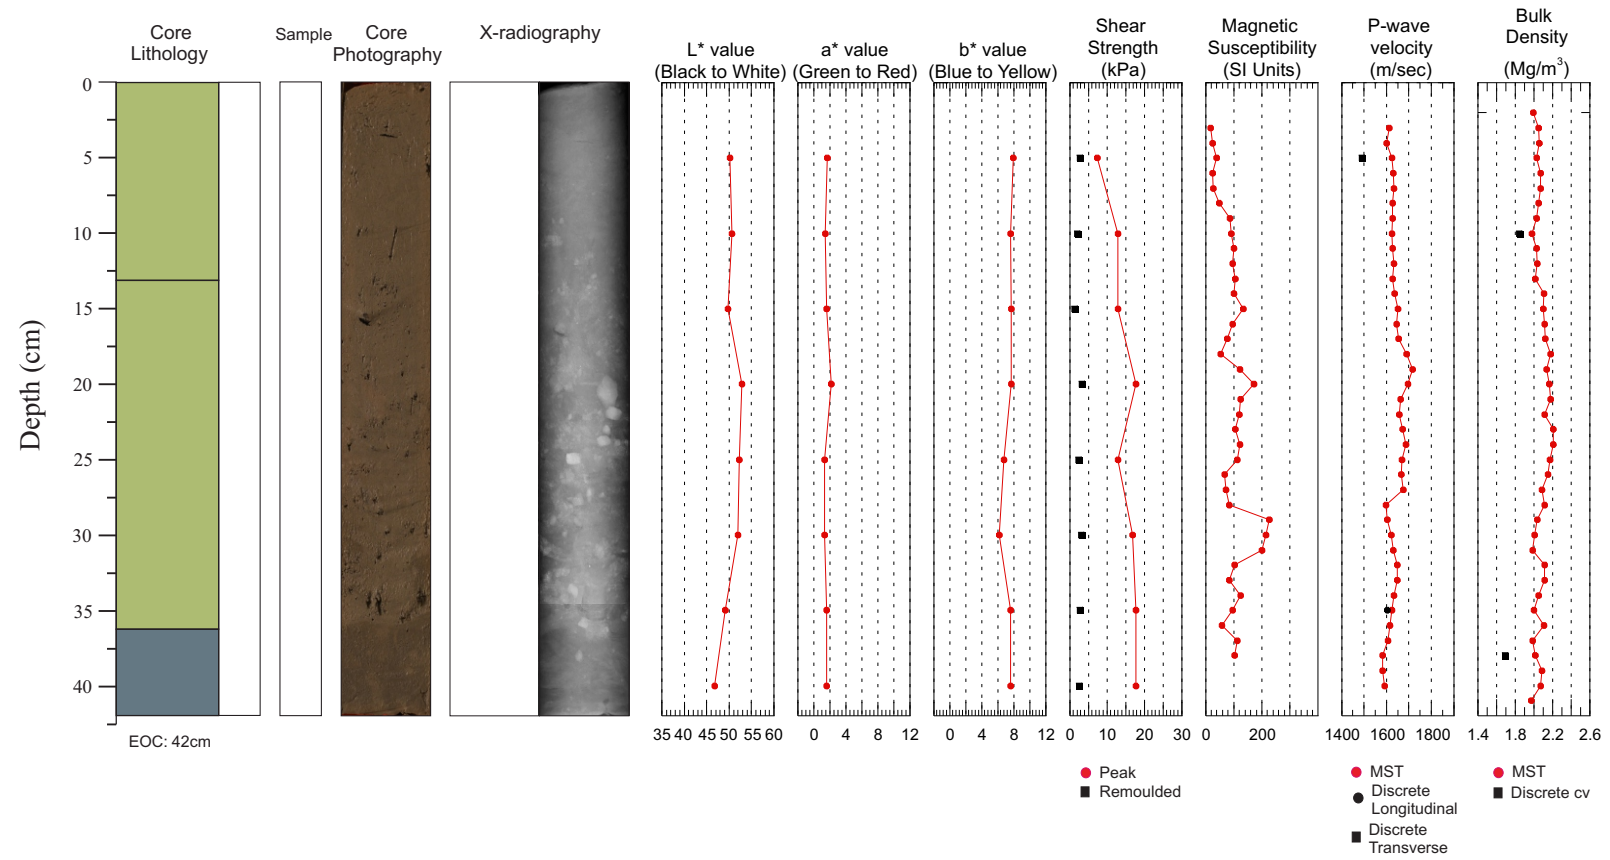 Core
Lithology
Sample
Core
Photography
X-radiography
L* value
(Black to White)
a* value
(Green to Red)
b* value
(Blue to Yellow)
Shear
Strength
(kPa)
Magnetic
Susceptibility
(SI Units)
P-wave
velocity
(m/sec)
Bulk
Density
(Mg/m³)
Depth (cm)
0
5
10
15
20
25
30
35
40
EOC: 42cm
35 40 45 50 55 60
0 4 8 12
0 4 8 12
0 10 20 30
0 200
1400 1600 1800
1.4 1.8 2.2 2.6
Peak
Remoulded
MST
Discrete
Longitudinal
Discrete
Transverse
MST
Discrete cv